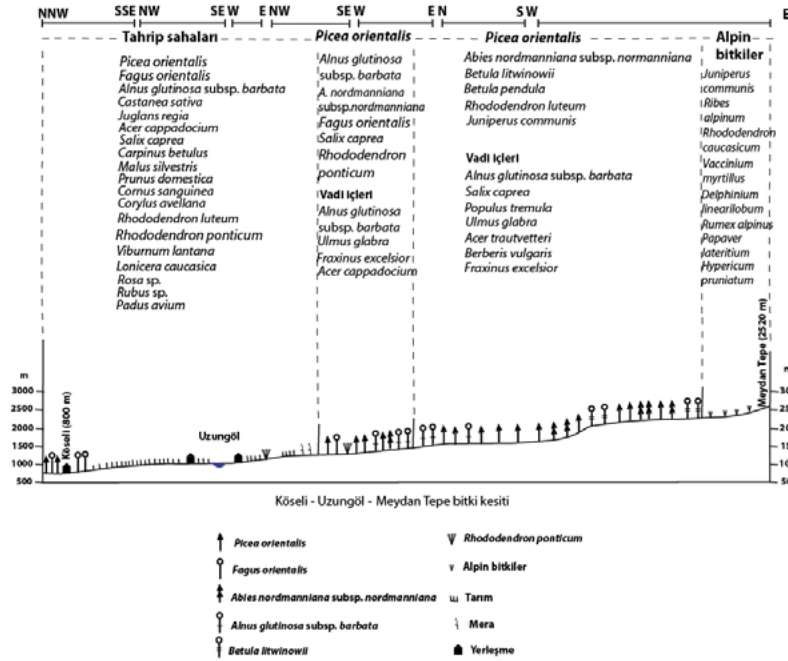 NNW SSE NW SE W E NW SE W E N S W E
Tahrip sahaları
Picea orientalis
Fagus orientalis
Alnus glutinosa subsp. barbata
Castanea sativa
Juglans regia
Acer cappadocium
Salix caprea
Carpinus betulus
Malus silvestris
Prunus domestica
Cornus sanguinea
Corylus avellana
Rhododendron luteum
Rhododendron ponticum
Viburnum lantana
Lonicera caucasica
Rosa sp.
Rubus sp.
Padus avium
Picea orientalis
Alnus glutinosa
subsp. barbata
A. nordmanniana
subsp.nordmanniana
Fagus orientalis
Salix caprea
Rhododendron
ponticum
Vadi içleri
Alnus glutinosa
subsp. barbata
Ulmus glabra
Fraxinus excelsior
Acer cappadocium
Picea orientalis
Abies nordmanniana subsp. normanniana
Betula litwinowii
Betula pendula
Rhododendron luteum
Juniperus communis
Vadi içleri
Alnus glutinosa subsp. barbata
Salix caprea
Populus tremula
Ulmus glabra
Acer trautvetteri
Berberis vulgaris
Fraxinus excelsior
Alpin
bitkiler
Juniperus
communis
Ribes
alpinum
Rhododendron
caucasicum
Vaccinium
myrtillus
Delphinium
linearilobum
Rumex alpinus
Papaver
lateritium
Hypericum
pruniatum
m
3000
2500
2000
1500
1000
500
Köseli (800 m)
Uzungöl
Meydan Tepe (2520 m)
m
Köseli - Uzungöl - Meydan Tepe bitki kesiti
Picea orientalis
Fagus orientalis
Abies nordmanniana subsp. nordmanniana
Alnus glutinosa subsp. barbata
Betula litwinowii
Rhododendron ponticum
Alpin bitkiler
Tarım
Mera
Yerleşme